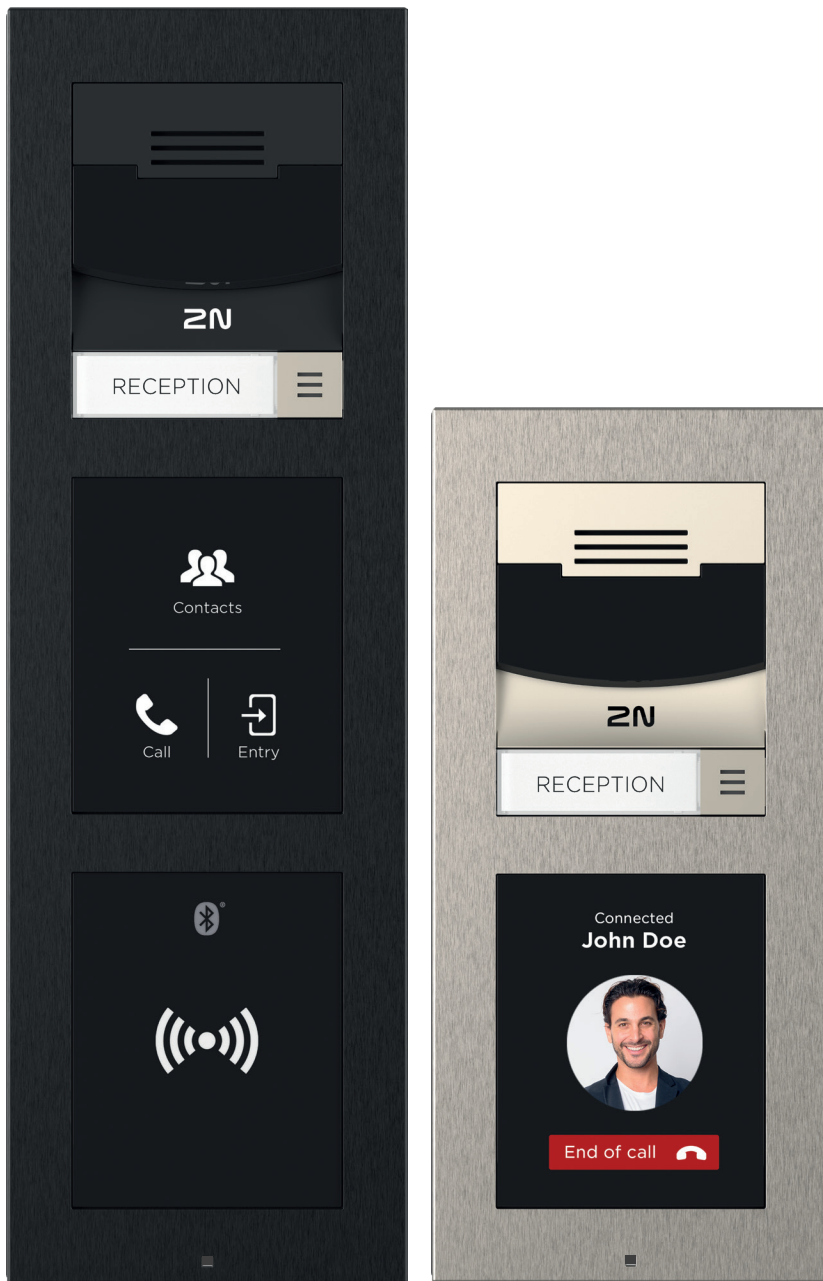 2N
RECEPTION
Contacts
Call
Entry
®
2N
RECEPTION
Connected
John Doe
End of call